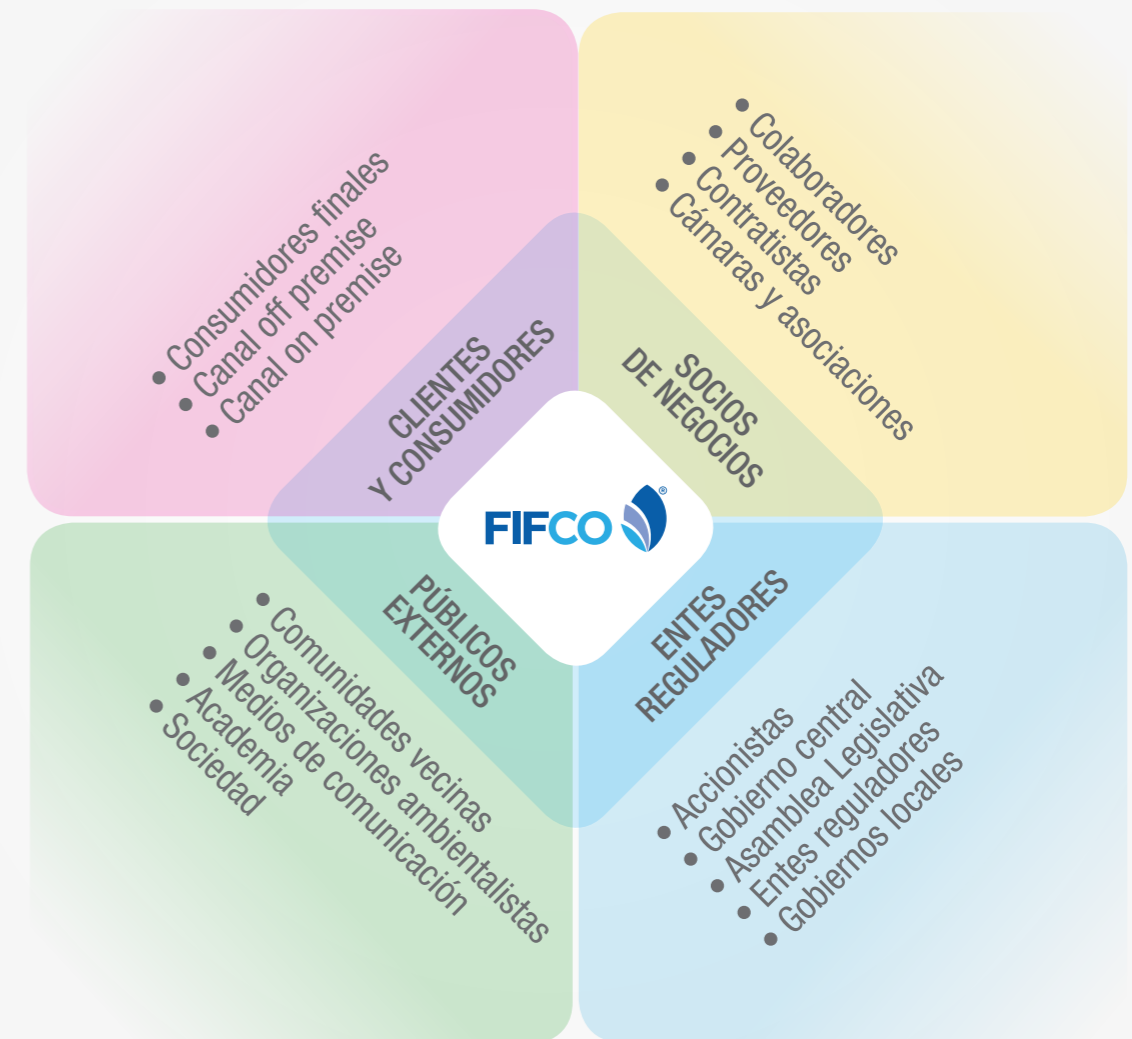 • Consumidores finales
• Canal off premise
• Canal on premise
CLIENTES
Y CONSUMIDORES
• Colaboradores
• Proveedores
• Contratistas
• Cámaras y asociaciones
SOCIOS
DE NEGOCIOS
FIFCO ®
PÚBLICOS
EXTERNOS
• Comunidades vecinas
• Organizaciones ambientalistas
• Medios de comunicación
• Academia
• Sociedad
ENTES
REGULADORES
• Accionistas
• Gobierno central
• Asamblea Legislativa
• Entes reguladores
• Gobiernos locales